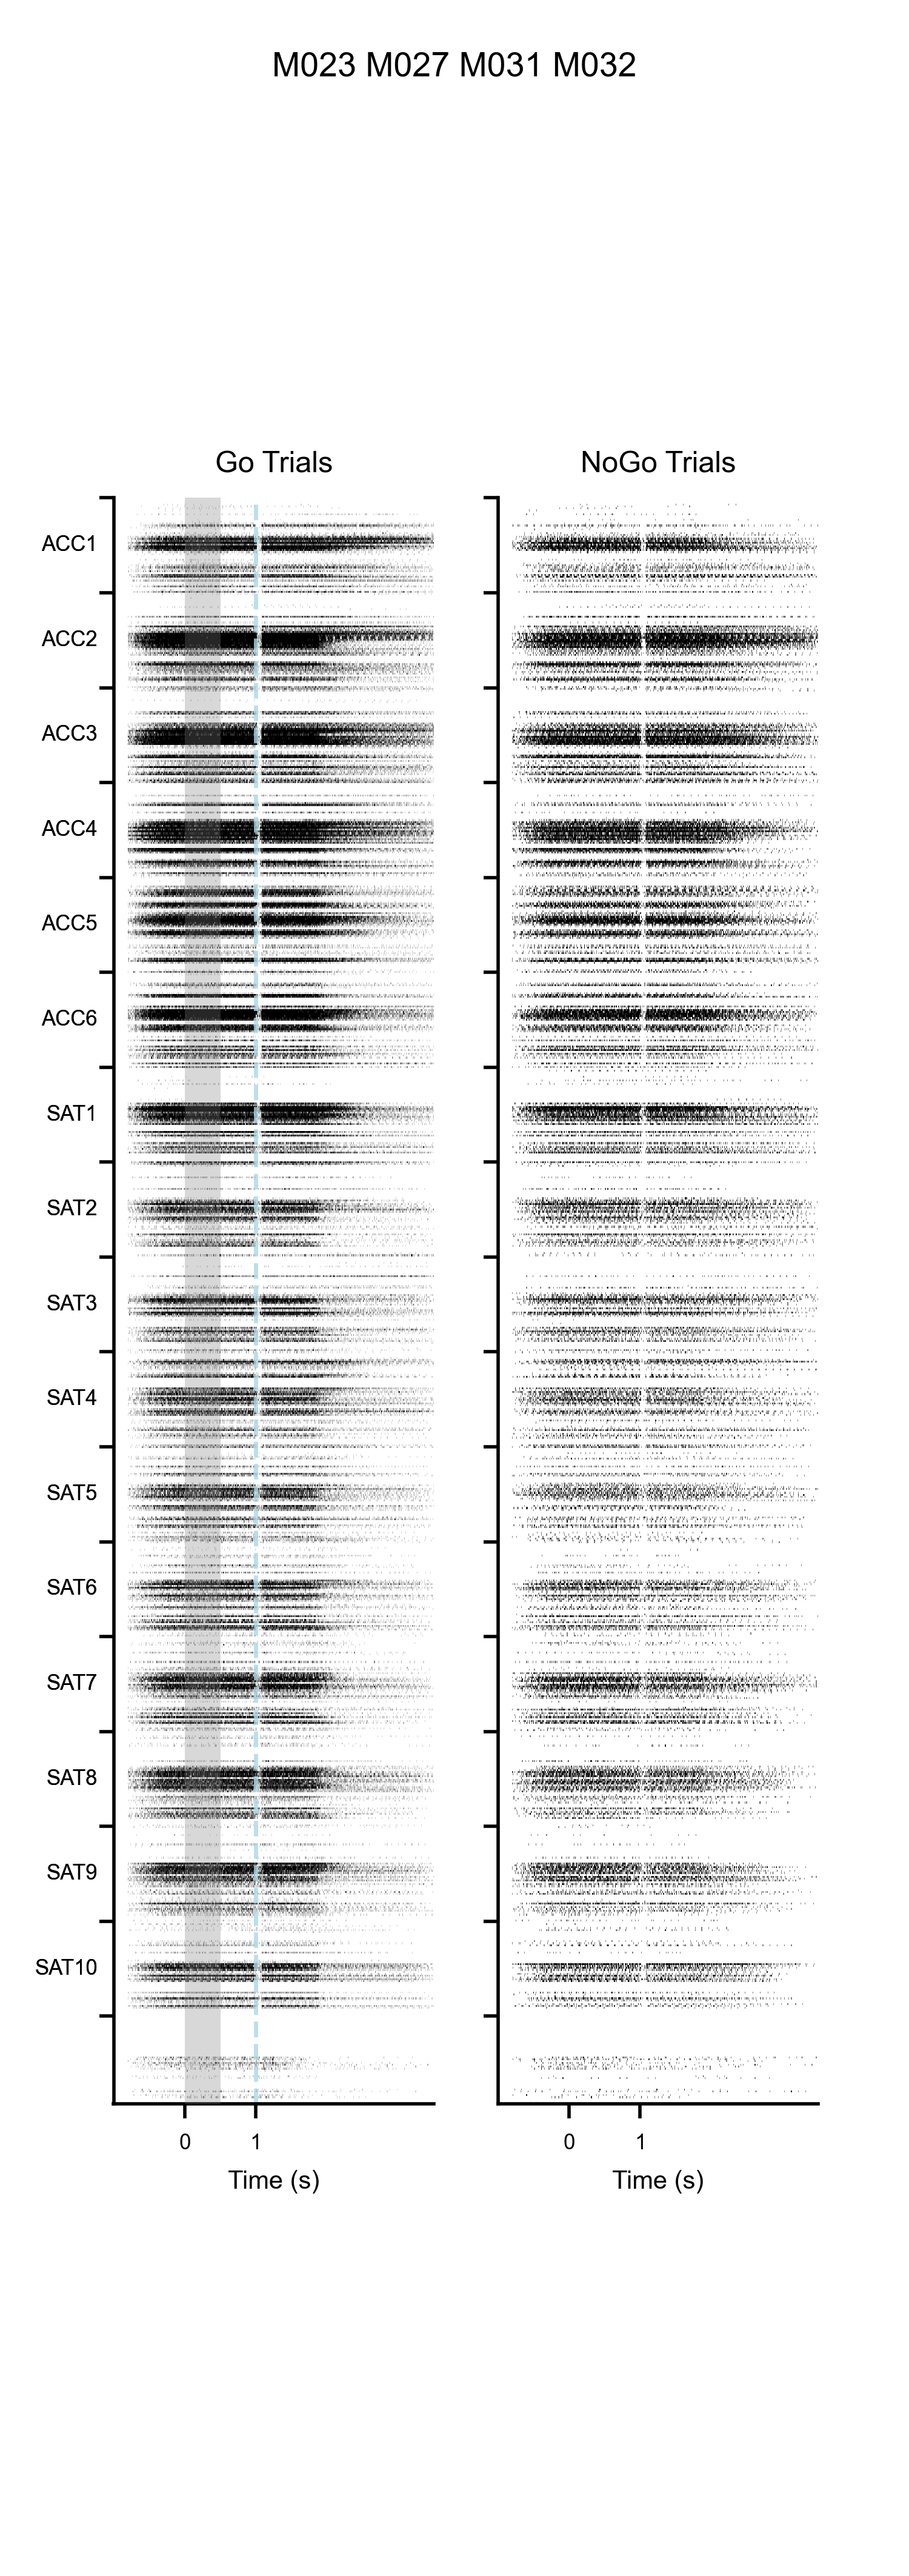 M023 M027 M031 M032
Go Trials
NoGo Trials
ACC1
ACC2
ACC3
ACC4
ACC5
ACC6
SAT1
SAT2
SAT3
SAT4
SAT5
SAT6
SAT7
SAT8
SAT9
SAT10
0 1
0 1
Time (s)
Time (s)